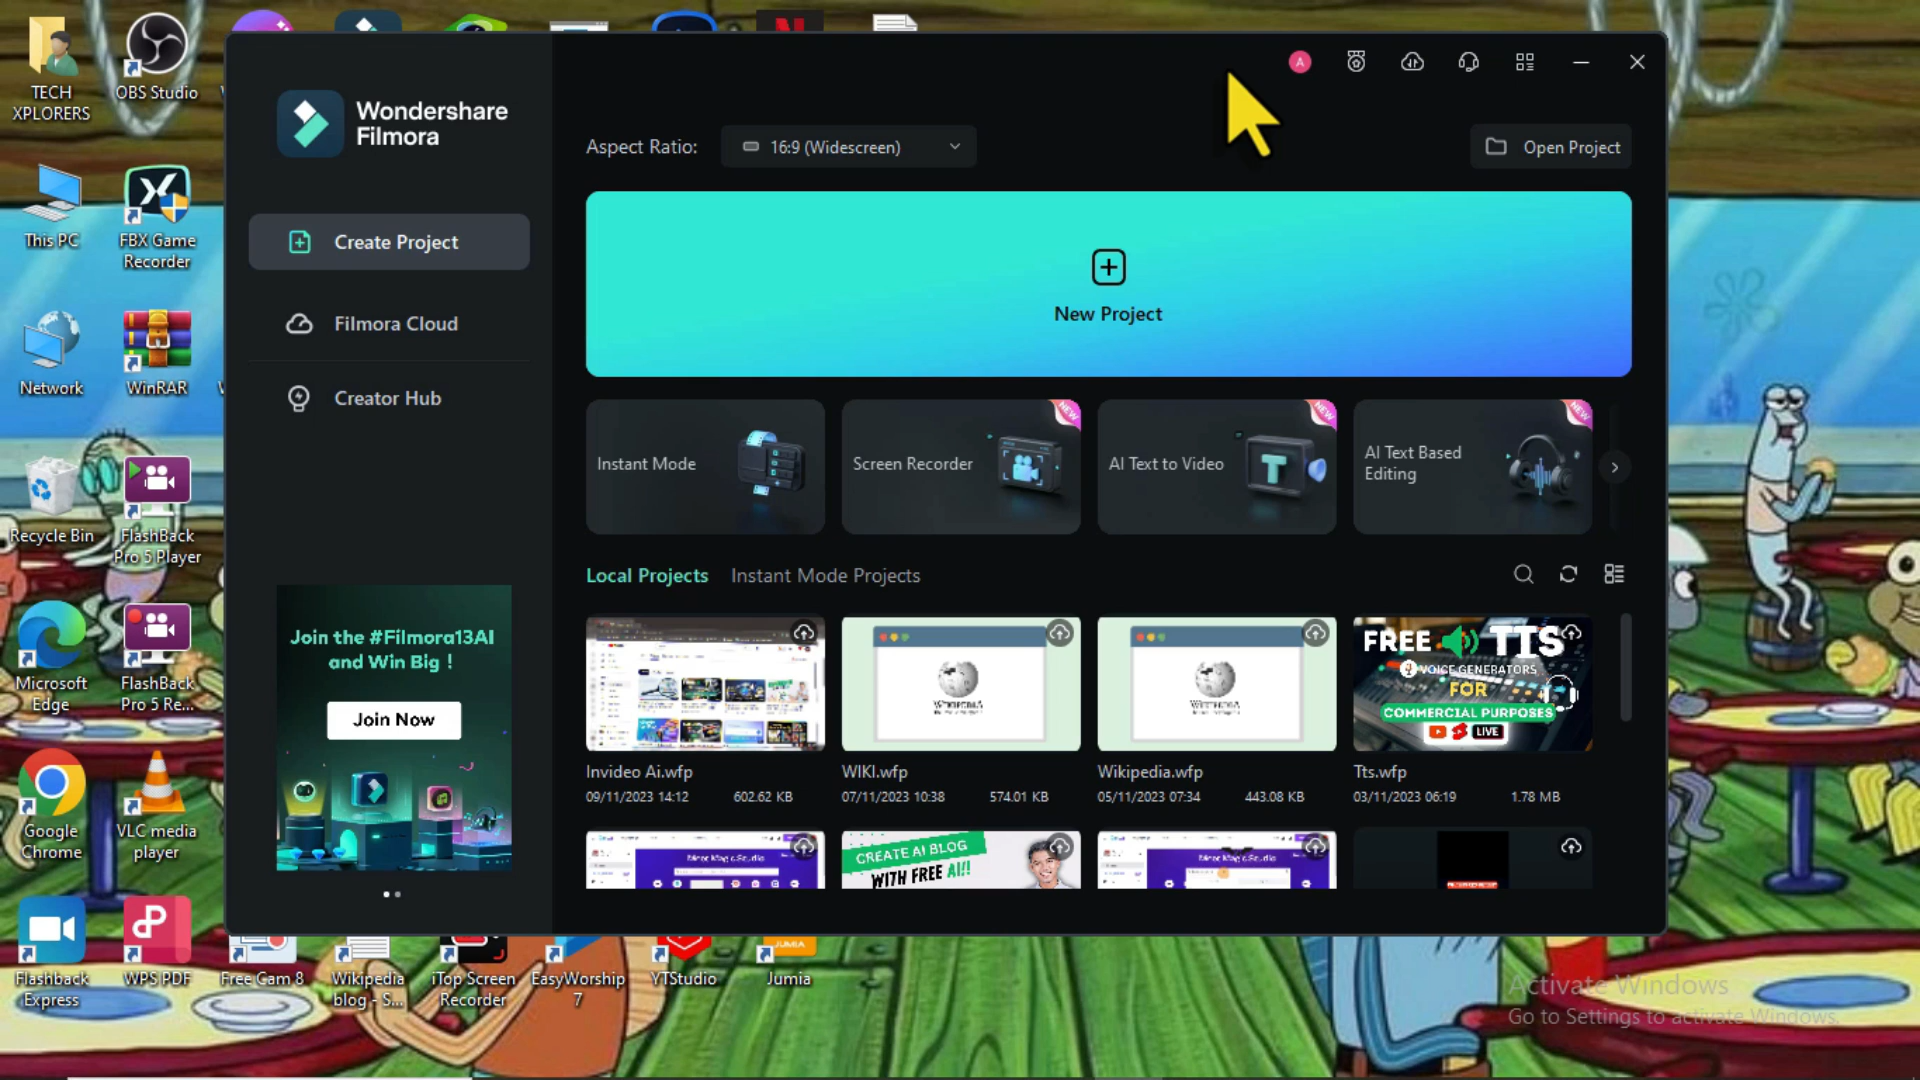 TECH
XPLORERS
OBS Studio
This PC
FBX Game
Recorder
Network
WinRAR
Recycle Bin
FlashBack
Pro 5 Player
Microsoft
Edge
FlashBack
Pro 5 Re...
Google
Chrome
VLC media
player
Flashback
Express
WPS PDF
Free Cam 8
Wikipedia
blog - S...
iTop Screen
Recorder
EasyWorship
7
YTStudio
JUMIA
Jumia
Wondershare
Filmora
Create Project
Filmora Cloud
Creator Hub
Join the #Filmora13AI
and Win Big !
Join Now
A
Aspect Ratio:
16:9 (Widescreen)
Open Project
New Project
Instant Mode
Screen Recorder
NEW
AI Text to Video
NEW
AI Text Based
Editing
NEW
Local Projects
Instant Mode Projects
WIKIPEDIA
WIKIPEDIA
FREE TTS
VOICE GENERATORS
FOR
COMMERCIAL PURPOSES
LIVE
Invideo Ai.wfp
09/11/2023 14:12
602.62 KB
WIKI.wfp
07/11/2023 10:38
574.01 KB
Wikipedia.wfp
05/11/2023 07:34
443.08 KB
Tts.wfp
03/11/2023 06:19
1.78 MB
CREATE AI BLOG
WITH FREE AI!!
Activate Windows
Go to Settings to activate Windows.